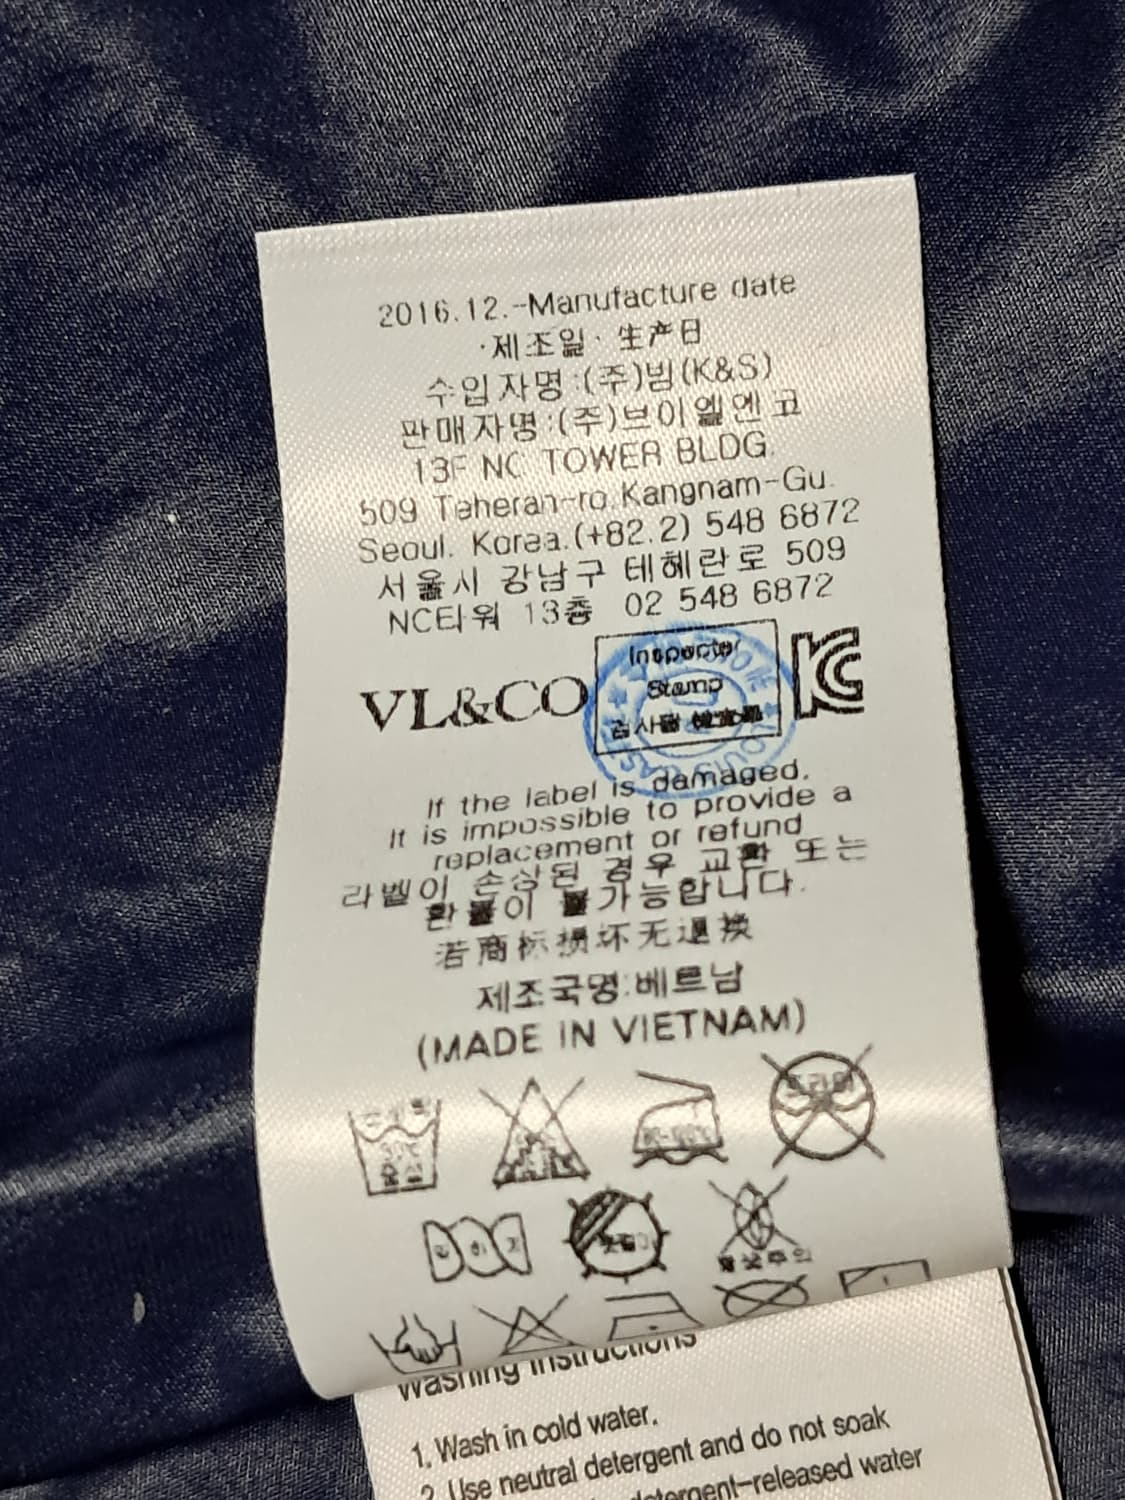 2016.12.-Manufacture date
·제조일· 生产日
수입자명:(주)빔(K&S)
판매자명:(주)브이엘엔코
13F NC TOWER BLDG.
509 Teheran-ro.Kangnam-Gu.
Seoul. Korea.(+82.2) 548 6872
서울시 강남구 테헤란로 509
NC타워 13층 02 548 6872
VL&CO
Inspector
Stamp
If the label is damaged.
It is impossible to provide a
replacement or refund
라벨이 손상된 경우 교환 또는
환불이 불가능합니다.
若商标损坏无退换
제조국명:베트남
(MADE IN VIETNAM)
드라이
Washing instructions
1. Wash in cold water.
2. Use neutral detergent and do not soak
detergent-released water